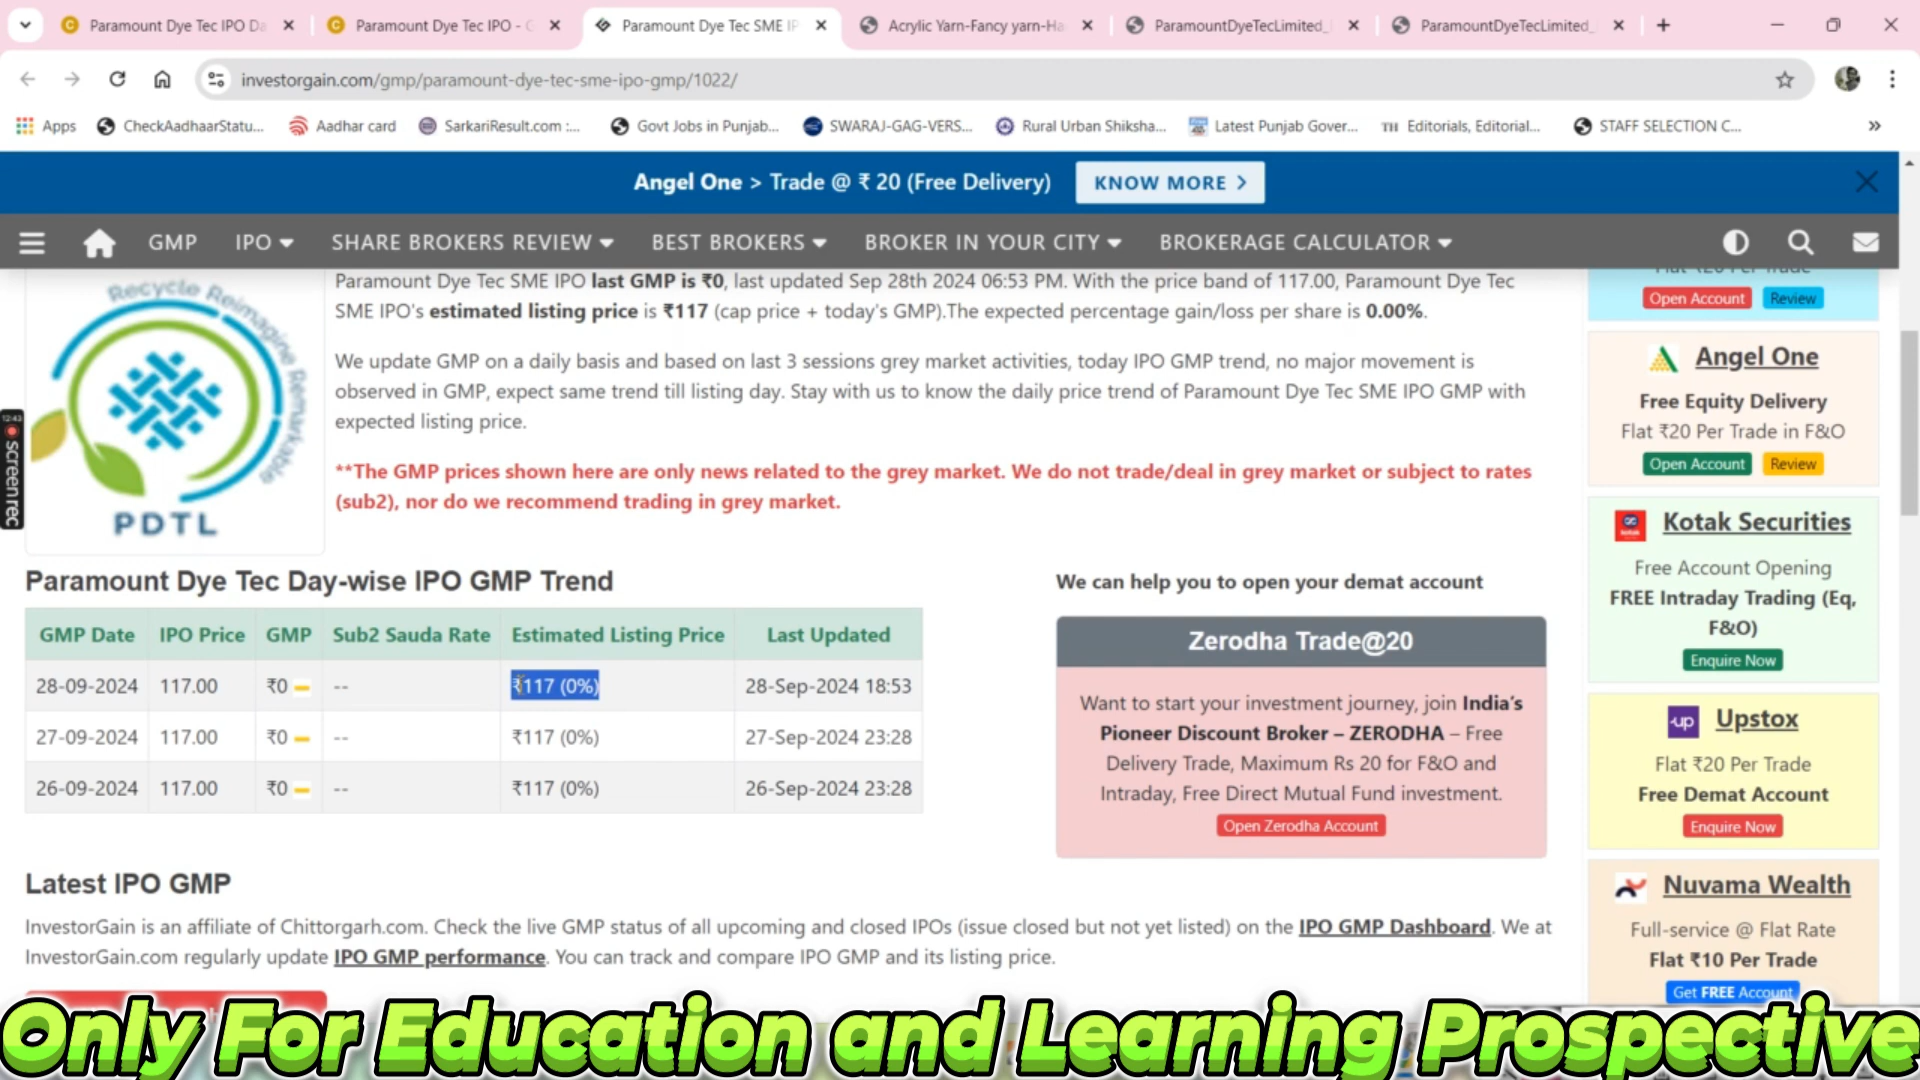 Paramount Dye Tec IPO Da
Paramount Dye Tec IPO - G
Paramount Dye Tec SME IP
Acrylic Yarn-Fancy yarn-Ha
ParamountDyeTecLimited_
ParamountDyeTecLimited_
investorgain.com/gmp/paramount-dye-tec-sme-ipo-gmp/1022/
Apps
CheckAadhaarStatu...
Aadhar card
SarkariResult.com :...
Govt Jobs in Punjab...
SWARAJ-GAG-VERS...
Rural Urban Shiksha...
Latest Punjab Gover...
TH Editorials, Editorial...
STAFF SELECTION C...
Angel One > Trade @ ₹ 20 (Free Delivery)
KNOW MORE
GMP
IPO
SHARE BROKERS REVIEW
BEST BROKERS
BROKER IN YOUR CITY
BROKERAGE CALCULATOR
Recycle Reimagine Remarkable
PDTL
Paramount Dye Tec SME IPO last GMP is ₹0, last updated Sep 28th 2024 06:53 PM. With the price band of 117.00, Paramount Dye Tec
SME IPO's estimated listing price is ₹117 (cap price + today's GMP).The expected percentage gain/loss per share is 0.00%.
We update GMP on a daily basis and based on last 3 sessions grey market activities, today IPO GMP trend, no major movement is
observed in GMP, expect same trend till listing day. Stay with us to know the daily price trend of Paramount Dye Tec SME IPO GMP with
expected listing price.
**The GMP prices shown here are only news related to the grey market. We do not trade/deal in grey market or subject to rates
(sub2), nor do we recommend trading in grey market.
12:43
screenrec
Paramount Dye Tec Day-wise IPO GMP Trend
GMP Date IPO Price GMP Sub2 Sauda Rate Estimated Listing Price Last Updated
28-09-2024 117.00 ₹0 -- ₹117 (0%) 28-Sep-2024 18:53
27-09-2024 117.00 ₹0 -- ₹117 (0%) 27-Sep-2024 23:28
26-09-2024 117.00 ₹0 -- ₹117 (0%) 26-Sep-2024 23:28
We can help you to open your demat account
Zerodha Trade@20
Want to start your investment journey, join India's
Pioneer Discount Broker – ZERODHA – Free
Delivery Trade, Maximum Rs 20 for F&O and
Intraday, Free Direct Mutual Fund investment.
Open Zerodha Account
Latest IPO GMP
InvestorGain is an affiliate of Chittorgarh.com. Check the live GMP status of all upcoming and closed IPOs (issue closed but not yet listed) on the IPO GMP Dashboard. We at
InvestorGain.com regularly update IPO GMP performance. You can track and compare IPO GMP and its listing price.
Flat ₹20 Per Trade
Open Account Review
Angel One
Free Equity Delivery
Flat ₹20 Per Trade in F&O
Open Account Review
Kotak Securities
Free Account Opening
FREE Intraday Trading (Eq,
F&O)
Enquire Now
up Upstox
Flat ₹20 Per Trade
Free Demat Account
Enquire Now
Nuvama Wealth
Full-service @ Flat Rate
Flat ₹10 Per Trade
Get FREE Account
Only For Education and Learning Prospective